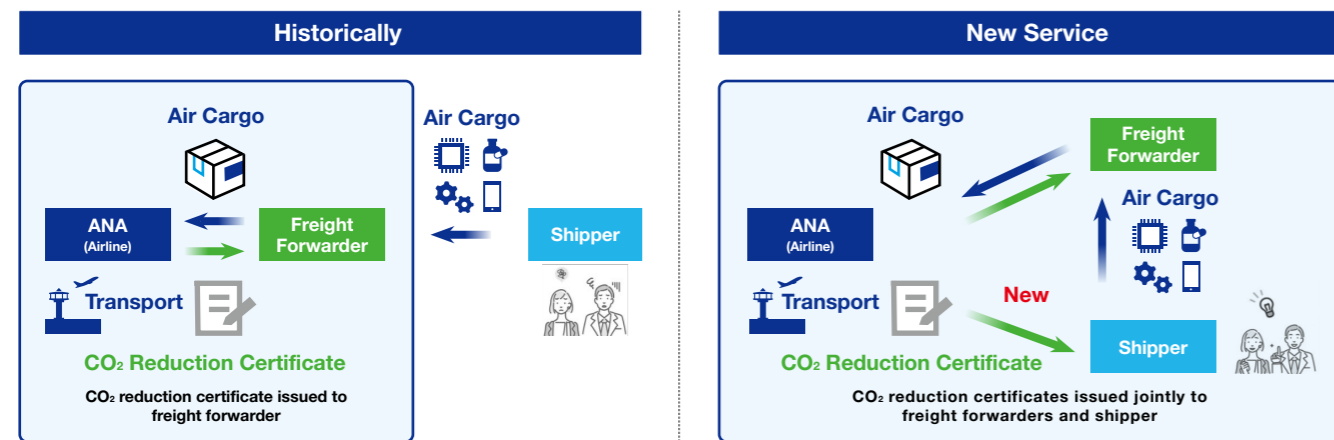 Historically
Air Cargo
Air Cargo
ANA
(Airline)
Freight
Forwarder
Shipper
Transport
CO₂ Reduction Certificate
CO₂ reduction certificate issued to
freight forwarder
New Service
Air Cargo
Freight
Forwarder
Air Cargo
ANA
(Airline)
Transport
New
Shipper
CO₂ Reduction Certificate
CO₂ reduction certificates issued jointly to
freight forwarders and shipper